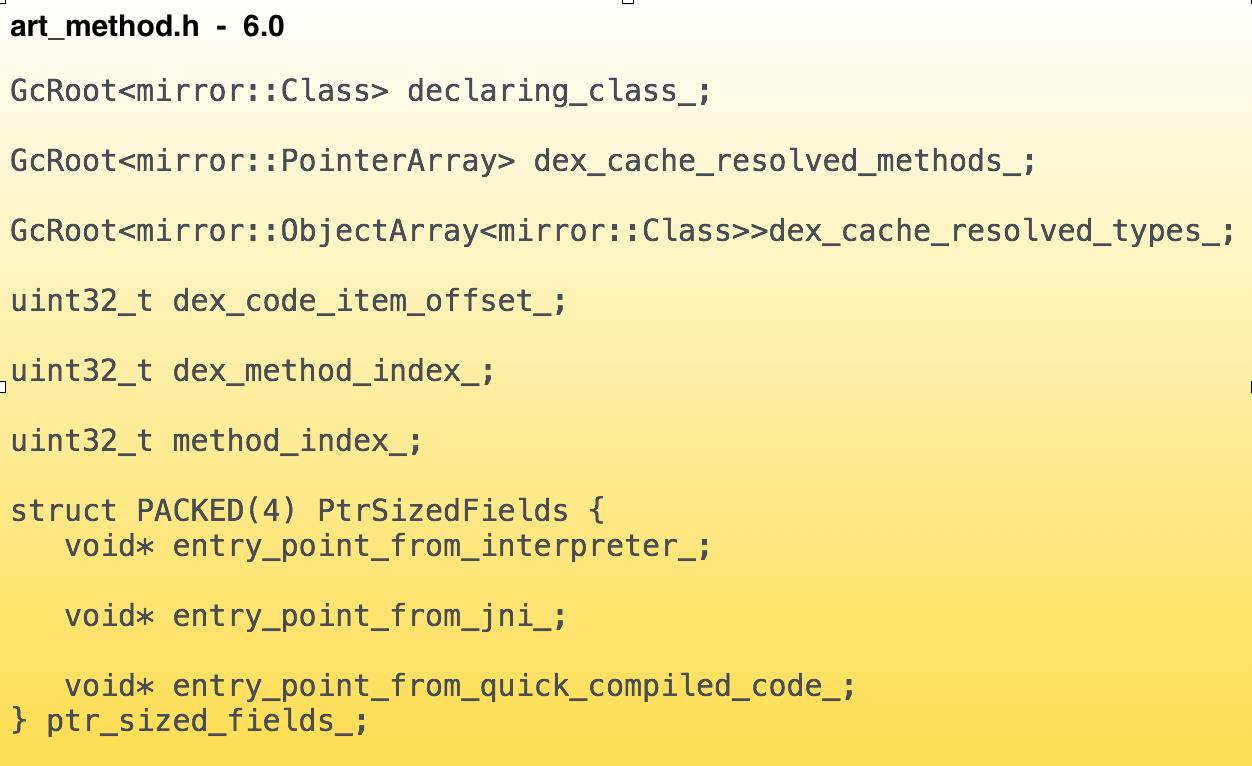 art_method.h - 6.0
GcRoot<mirror::Class> declaring_class_;
GcRoot<mirror::PointerArray> dex_cache_resolved_methods_;
GcRoot<mirror::ObjectArray<mirror::Class>>dex_cache_resolved_types_;
uint32_t dex_code_item_offset_;
uint32_t dex_method_index_;
uint32_t method_index_;
struct PACKED(4) PtrSizedFields {
   void* entry_point_from_interpreter_;
   void* entry_point_from_jni_;
   void* entry_point_from_quick_compiled_code_;
} ptr_sized_fields_;